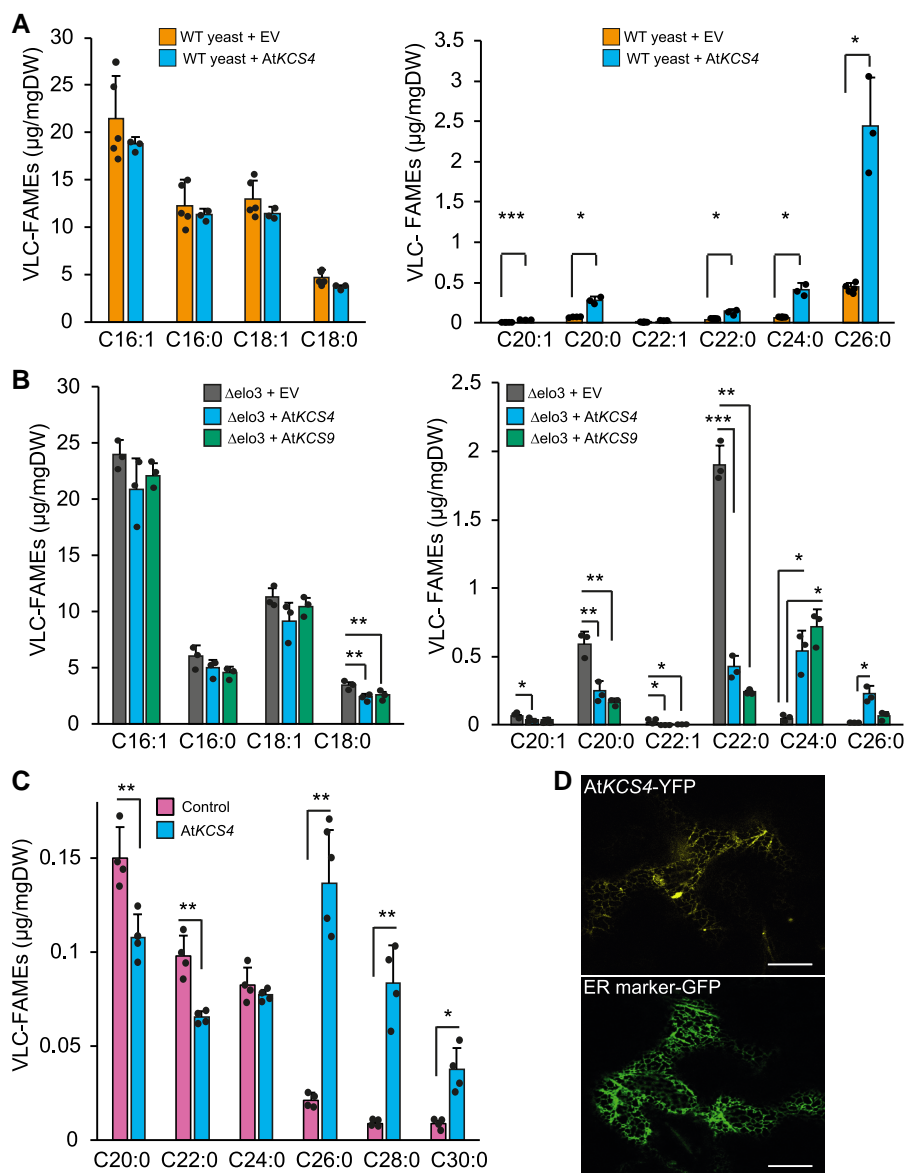 A
WT yeast + EV
WT yeast + AtKCS4
VLC-FAMEs (µg/mgDW)
30
25
20
15
10
5
0
C16:1 C16:0 C18:1 C18:0
WT yeast + EV
WT yeast + AtKCS4
VLC- FAMEs (µg/mgDW)
3.5
3
2.5
2
1.5
1
0.5
0
*** * * * *
C20:1 C20:0 C22:1 C22:0 C24:0 C26:0
B
Δelo3 + EV
Δelo3 + AtKCS4
Δelo3 + AtKCS9
VLC-FAMEs (µg/mgDW)
30
25
20
15
10
5
0
**
**
C16:1 C16:0 C18:1 C18:0
Δelo3 + EV
Δelo3 + AtKCS4
Δelo3 + AtKCS9
VLC- FAMEs (µg/mgDW)
2.5
2
1.5
1
0.5
0
**
***
*
*
**
**
*
*
*
*
C20:1 C20:0 C22:1 C22:0 C24:0 C26:0
C
Control
AtKCS4
VLC-FAMEs (µg/mgDW)
0.15
0.1
0.05
0
** ** ** ** *
C20:0 C22:0 C24:0 C26:0 C28:0 C30:0
D
AtKCS4-YFP
ER marker-GFP